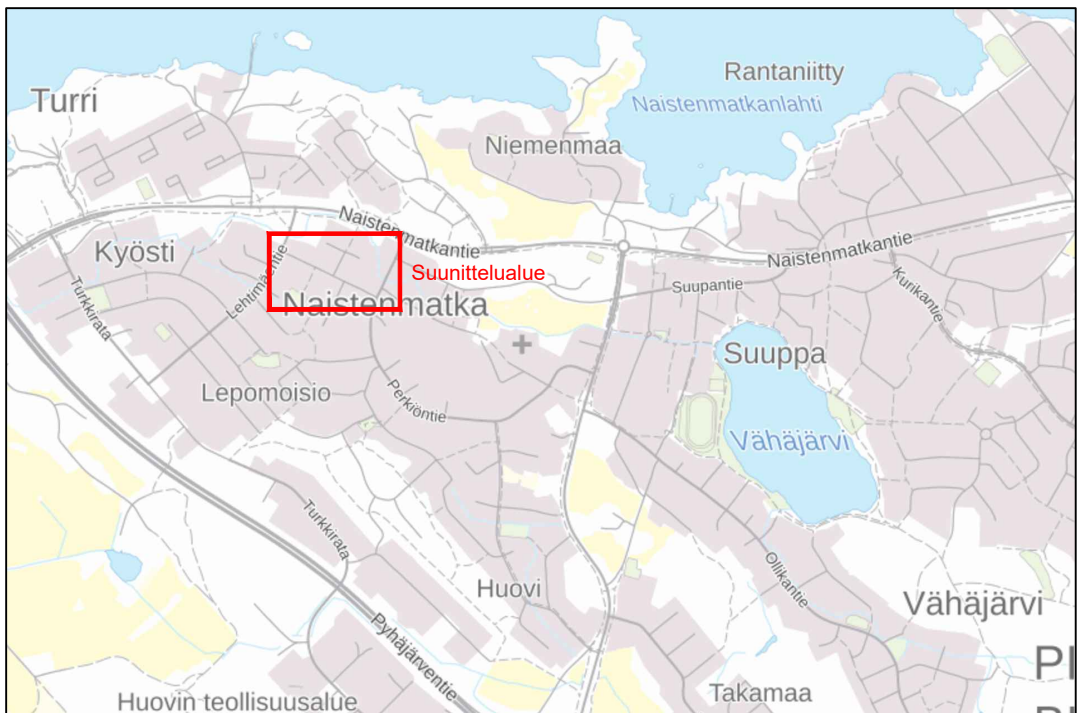 Turri
Rantaniitty
Naistenmatkanlahti
Niemenmaa
Naistenmatkantie
Kyösti
Lehtimäentie
Suunittelualue
Naistenmatkantie
Turkkirata
Naistenmatka
Suupantie
Kurikantie
Suuppa
Lepomoisio
Perkiöntie
Vähäjärvi
Turkkirata
Ollikantie
Huovi
Vähäjärvi
Pyhäjärventie
Huovin teollisuusalue
Takamaa